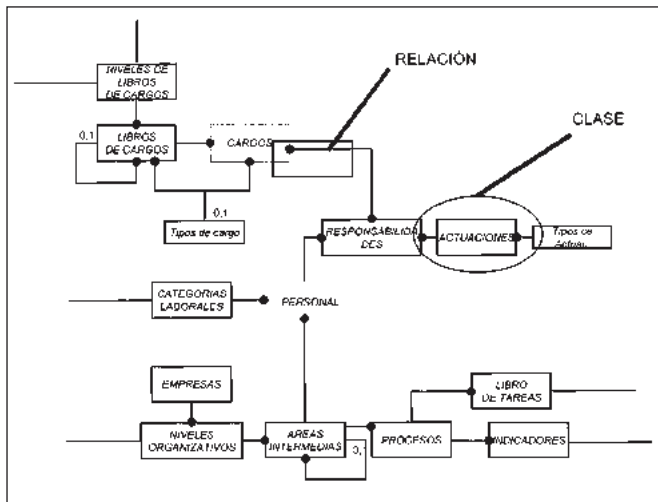 RELACIÓN
NIVELES DE
LIBROS
DE CARGOS
CLASE
0,1
LIBROS
DE CARGOS
CARGOS
0,1
Tipos de cargo
RESPONSABILIDA
DES
ACTUACIONES
Tipos de
Actuac.
CATEGORIAS
LABORALES
PERSONAL
EMPRESAS
LIBRO
DE TAREAS
NIVELES
ORGANIZATIVOS
AREAS
INTERMEDIAS
0,
PROCESOS
INDICADORES